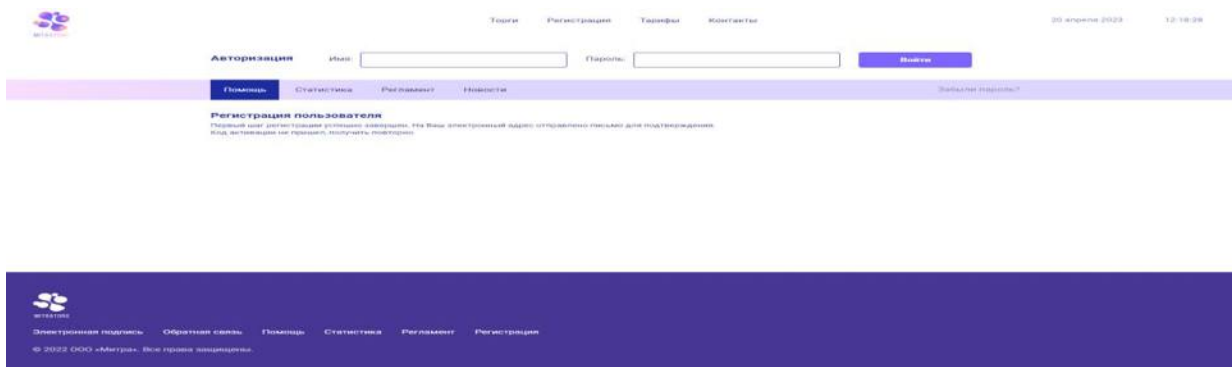 Торги Регистрация Тарифы Контакты 20 апреля 2023 12:18:28
Авторизация Имя: Пароль: Войти
Помощь Статистика Регламент Новости Забыли пароль?
Регистрация пользователя
Первый шаг регистрации успешно завершен. На Ваш электронный адрес отправлено письмо для подтверждения.
Код активации не пришел, получить повторно
Электронная подпись Обратная связь Помощь Статистика Регламент Регистрация
© 2022 ООО «Митра». Все права защищены.